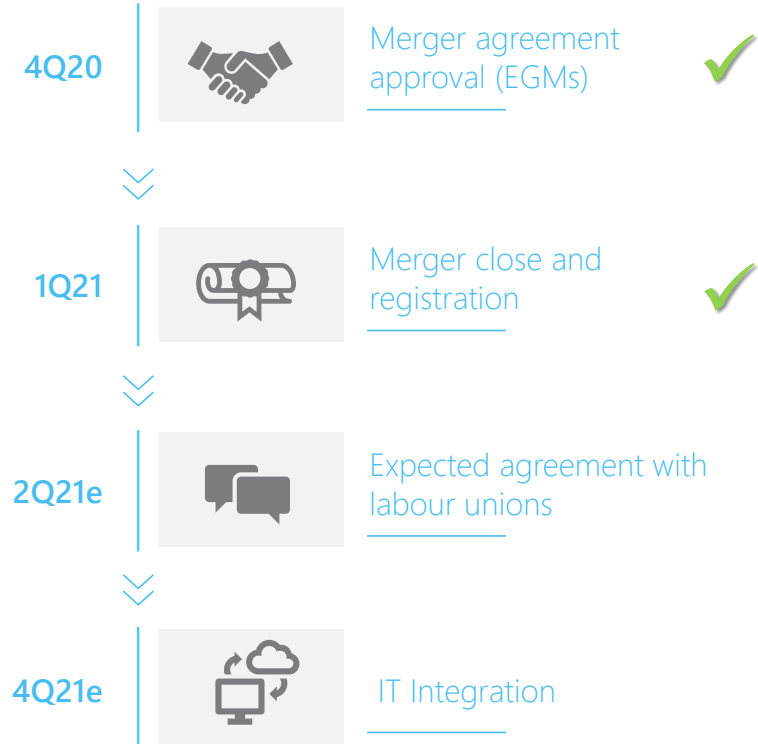 4Q20
Merger agreement
approval (EGMs)
1Q21
Merger close and
registration
2Q21e
Expected agreement with
labour unions
4Q21e
IT Integration